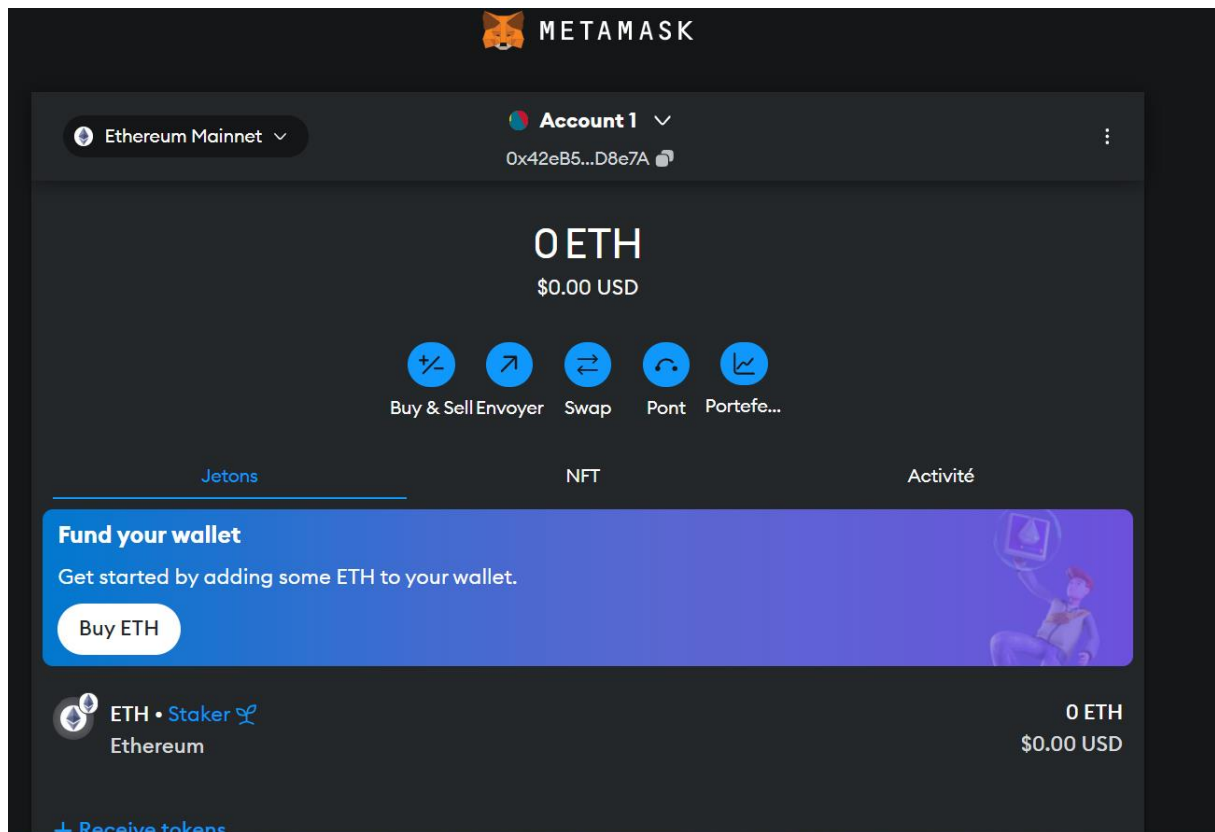 METAMASK
Ethereum Mainnet
Account 1
0x42eB5...D8e7A
0 ETH
$0.00 USD
Buy & Sell Envoyer Swap Pont Portefe...
Jetons NFT Activité
Fund your wallet
Get started by adding some ETH to your wallet.
Buy ETH
ETH • Staker 0 ETH
Ethereum $0.00 USD
+ Receive tokens